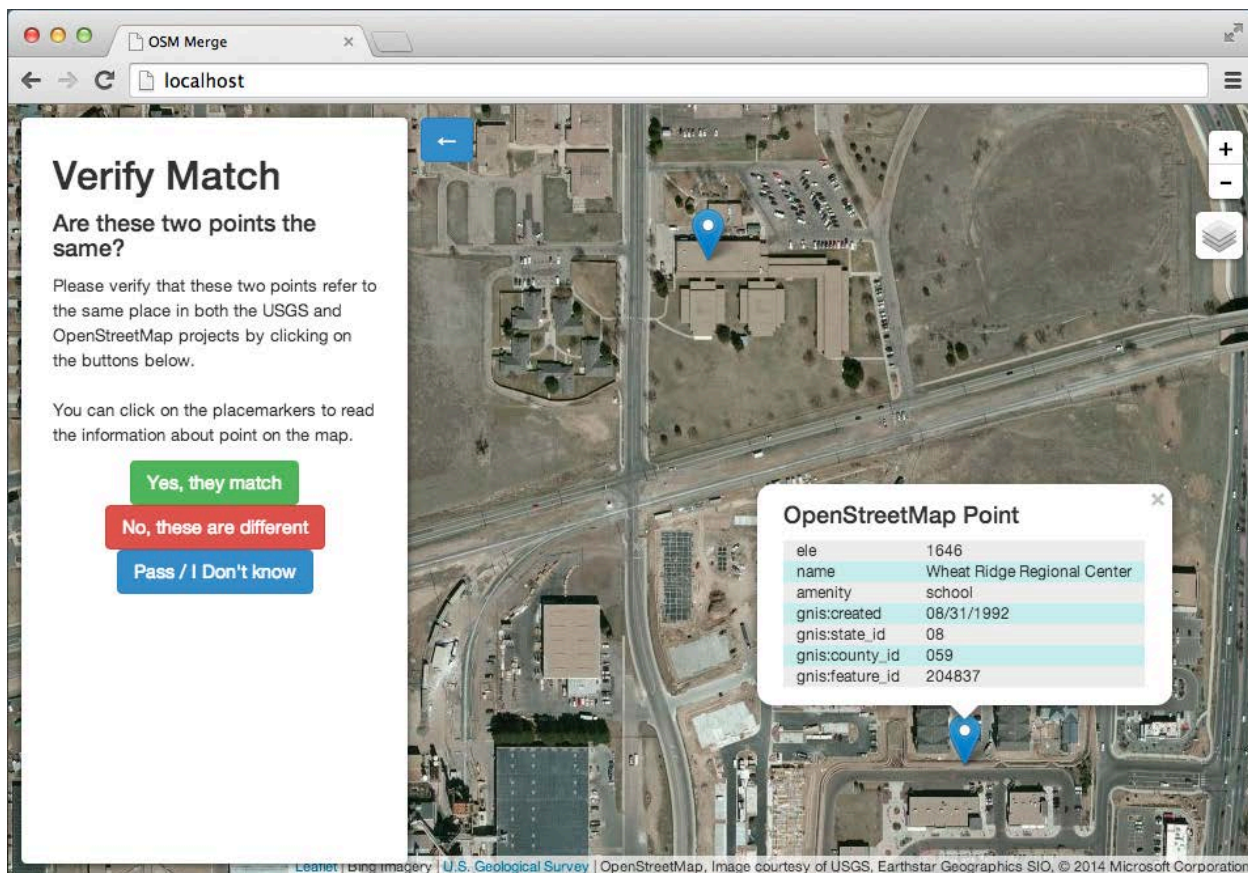 OSM Merge
localhost
Verify Match
Are these two points the
same?
Please verify that these two points refer to
the same place in both the USGS and
OpenStreetMap projects by clicking on
the buttons below.
You can click on the placemarkers to read
the information about point on the map.
Yes, they match
No, these are different
Pass / I Don't know
←
+
-
OpenStreetMap Point
ele 1646
name Wheat Ridge Regional Center
amenity school
gnis:created 08/31/1992
gnis:state_id 08
gnis:county_id 059
gnis:feature_id 204837
Leaflet | Bing Imagery | U.S. Geological Survey | OpenStreetMap, Image courtesy of USGS, Earthstar Geographics SIO, © 2014 Microsoft Corporation